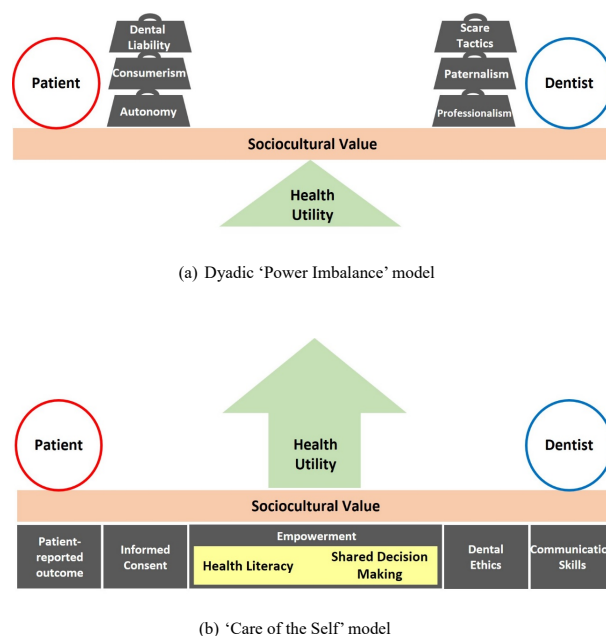 Dental
Liability
Scare
Tactics
Patient
Consumerism
Paternalism
Dentist
Autonomy
Professionalism
Sociocultural Value
Health
Utility
(a) Dyadic ‘Power Imbalance’ model
Patient
Health
Utility
Dentist
Sociocultural Value
Patient-
reported
outcome
Informed
Consent
Empowerment
Health Literacy
Shared Decision
Making
Dental
Ethics
Communicatio
Skills
(b) ‘Care of the Self’ model